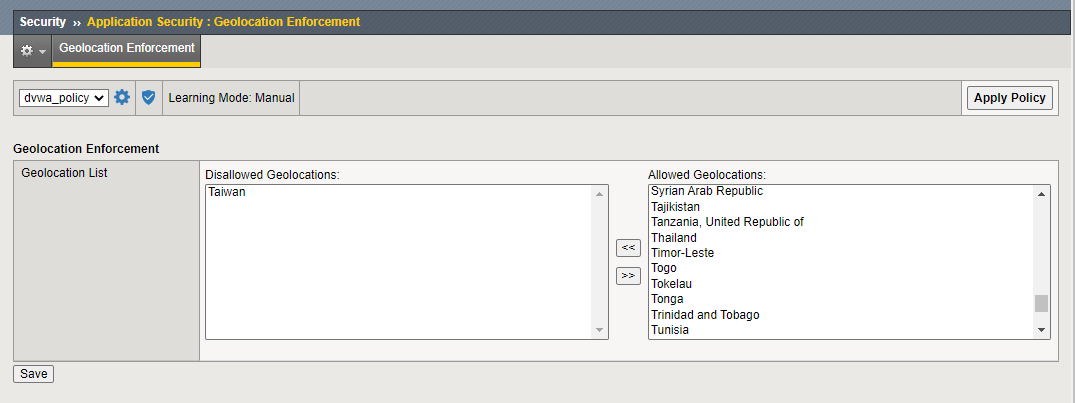 Security ›› Application Security : Geolocation Enforcement
Geolocation Enforcement
dvwa_policy Learning Mode: Manual Apply Policy
Geolocation Enforcement
Geolocation List
Disallowed Geolocations:
Taiwan
<<
>>
Allowed Geolocations:
Syrian Arab Republic
Tajikistan
Tanzania, United Republic of
Thailand
Timor-Leste
Togo
Tokelau
Tonga
Trinidad and Tobago
Tunisia
Save